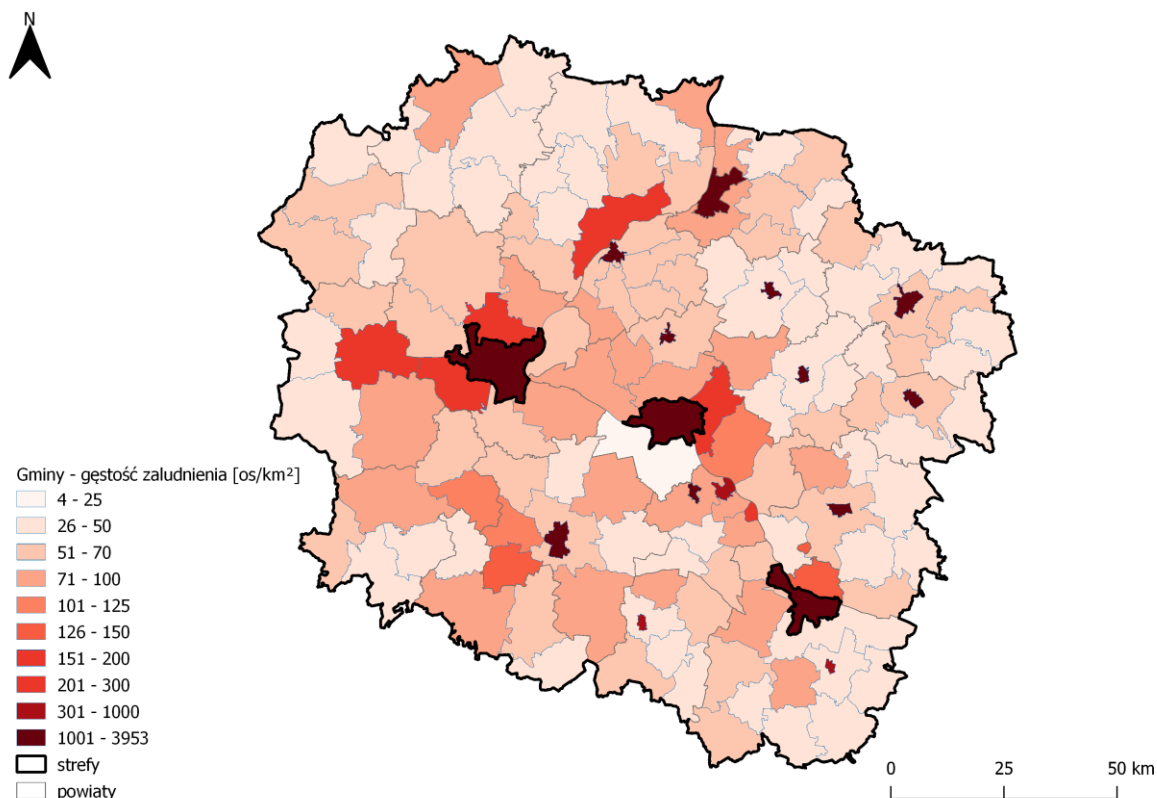 N
Gminy - gęstość zaludnienia [os/km²]
4 - 25
26 - 50
51 - 70
71 - 100
101 - 125
126 - 150
151 - 200
201 - 300
301 - 1000
1001 - 3953
strefy
powiaty
0 25 50 km